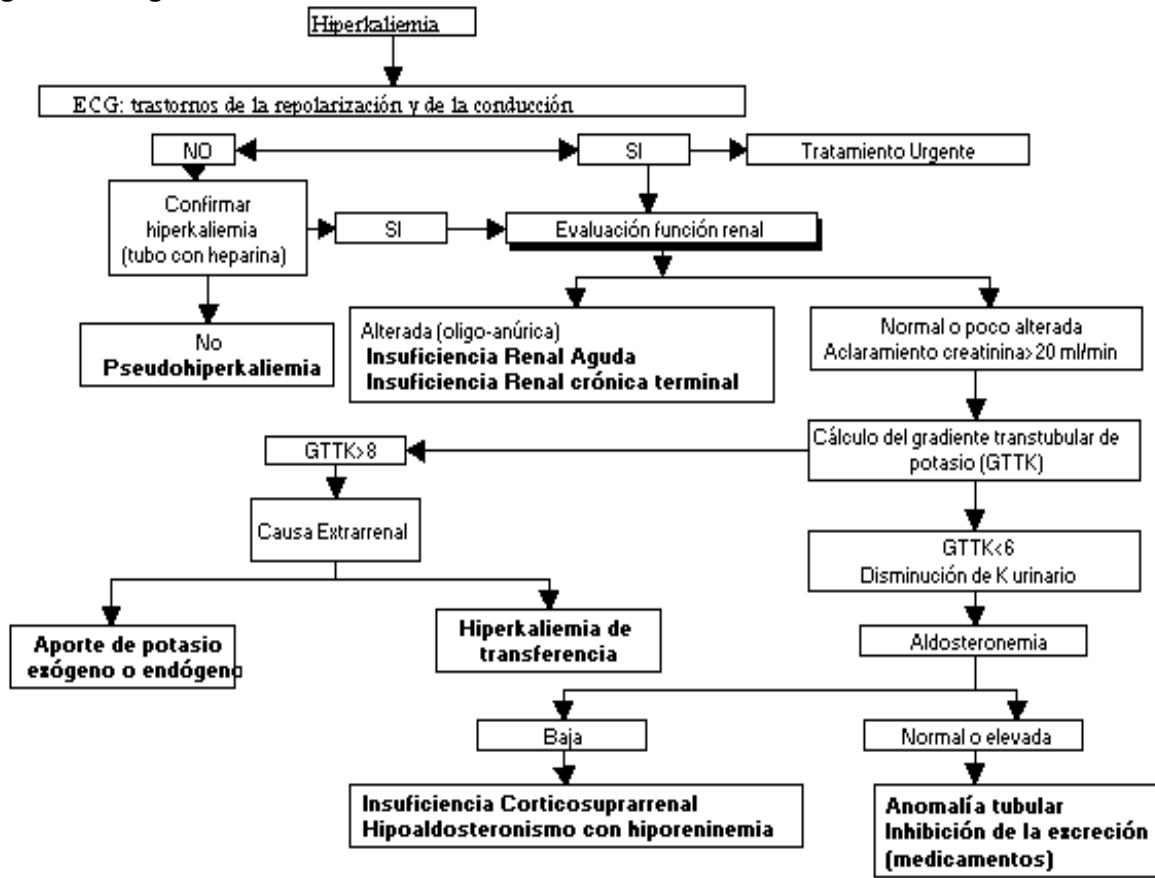 Hiperkaliemia
ECG: trastornos de la repolarización y de la conducción
NO
SI
Tratamiento Urgente
Confirmar
hiperkaliemia
(tubo con heparina)
SI
Evaluación función renal
No
Pseudohiperkaliemia
Alterada (oligo-anúrica)
Insuficiencia Renal Aguda
Insuficiencia Renal crónica terminal
Normal o poco alterada
Aclaramiento creatinina>20 ml/min
GTTK>8
Cálculo del gradiente transtubular de
potasio (GTTK)
Causa Extrarrenal
GTTK<6
Disminución de K urinario
Aporte de potasio
exógeno o endógeno
Hiperkaliemia de
transferencia
Aldosteronemia
Baja
Normal o elevada
Insuficiencia Corticosuprarrenal
Hipoaldosteronismo con hiporeninemia
Anomalía tubular
Inhibición de la excreción
(medicamentos)